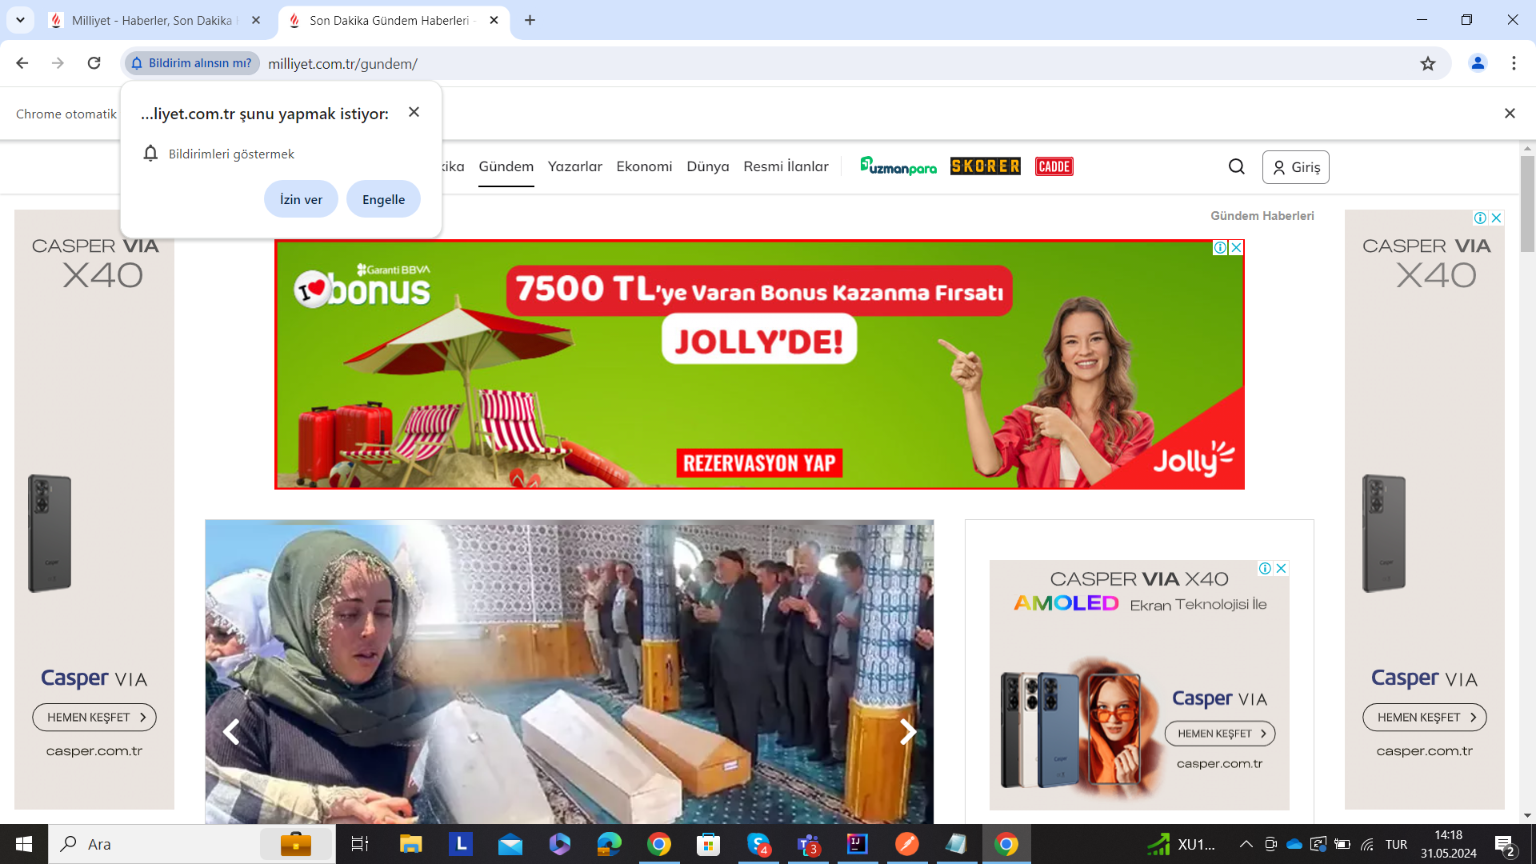 Milliyet - Haberler, Son Dakika
Son Dakika Gündem Haberleri
Bildirim alınsın mı?
milliyet.com.tr/gundem/
Chrome otomatik
...liyet.com.tr şunu yapmak istiyor:
Bildirimleri göstermek
İzin ver
Engelle
kika
Gündem
Yazarlar
Ekonomi
Dünya
Resmi İlanlar
uzmanpara
SKORER
CADDE
Giriş
Gündem Haberleri
CASPER VIA
X40
Casper VIA
HEMEN KEŞFET
casper.com.tr
Garanti BBVA
I
bonus
7500 TL'ye Varan Bonus Kazanma Fırsatı
JOLLY'DE!
REZERVASYON YAP
Jolly
CASPER VIA
X40
Casper VIA
HEMEN KEŞFET
casper.com.tr
CASPER VIA X40
AMOLED Ekran Teknolojisi İle
Casper VIA
HEMEN KEŞFET
casper.com.tr
Ara
L
4
3
IJ
XU1...
TUR
14:18
31.05.2024
2